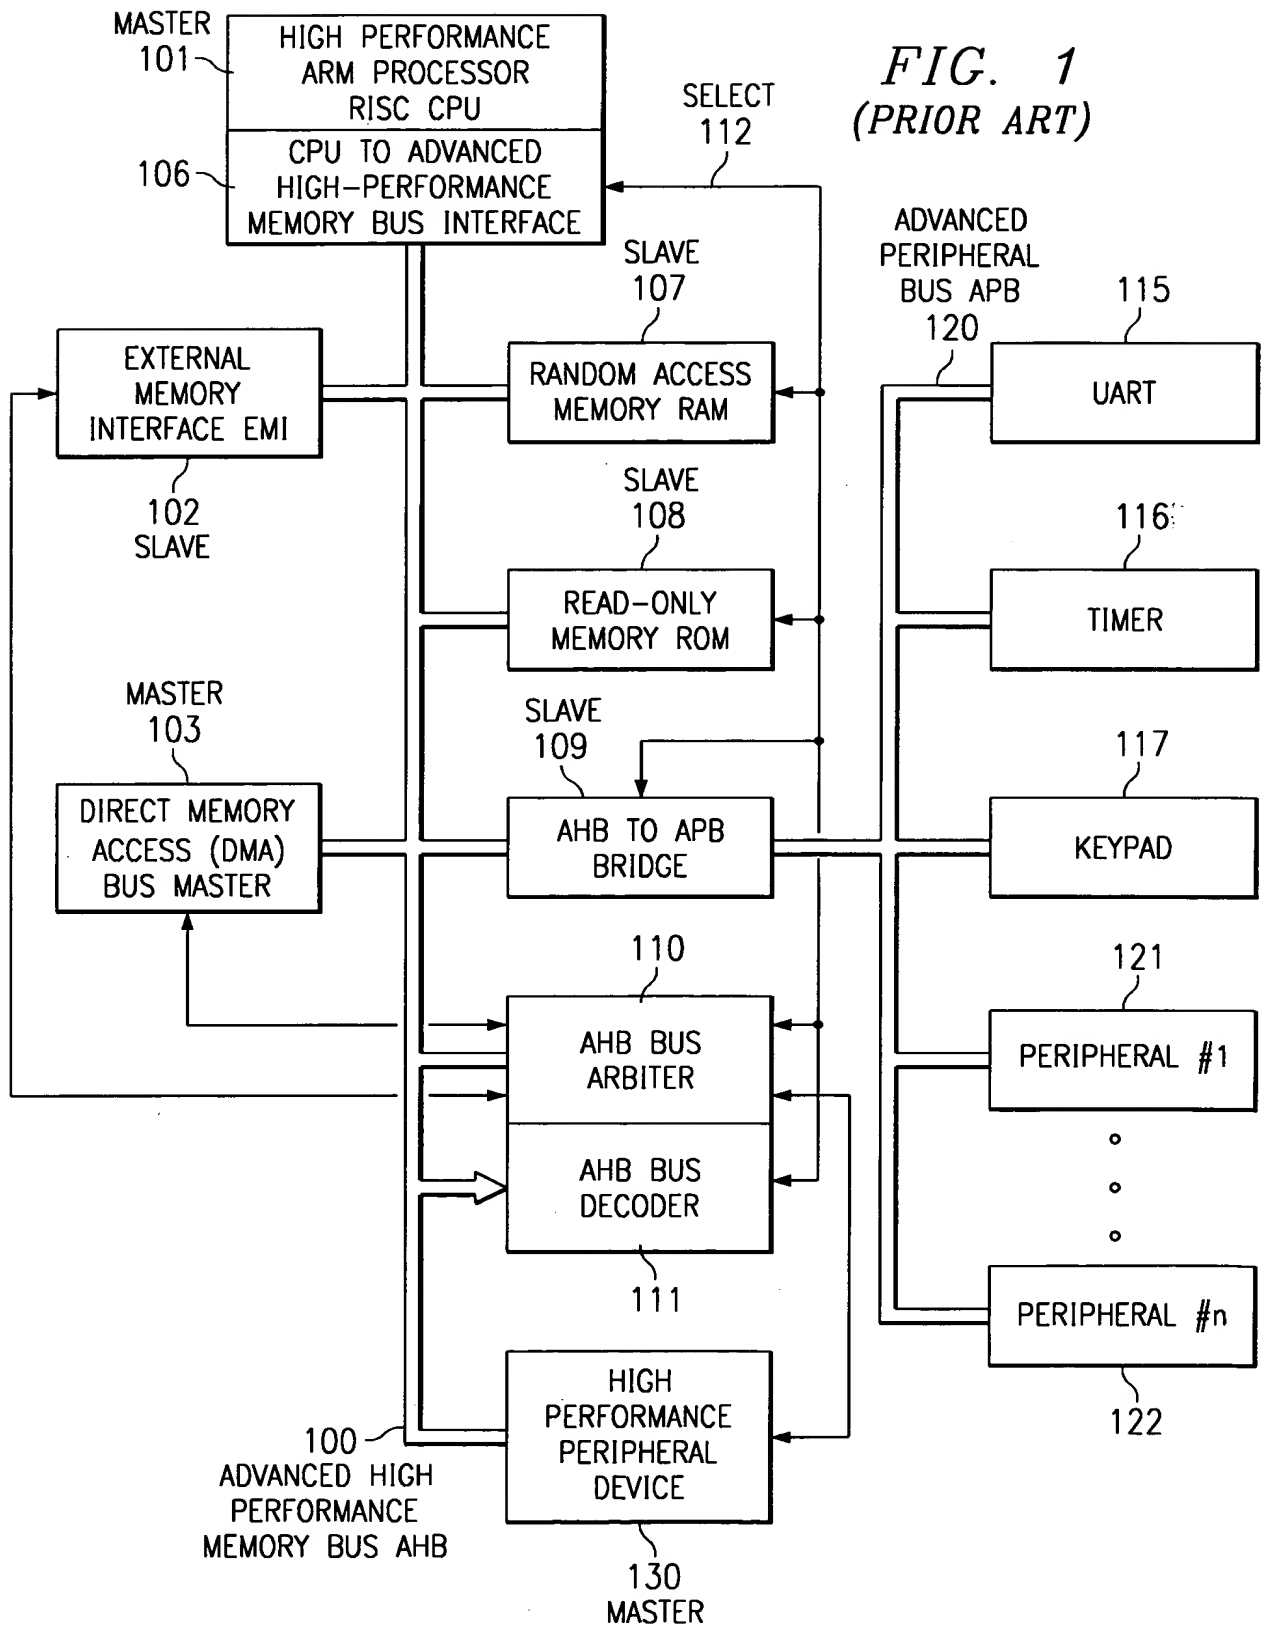 FIG. 1
(PRIOR ART)
MASTER
101
HIGH PERFORMANCE
ARM PROCESSOR
RISC CPU
106
CPU TO ADVANCED
HIGH-PERFORMANCE
MEMORY BUS INTERFACE
SELECT
112
EXTERNAL
MEMORY
INTERFACE EMI
102
SLAVE
SLAVE
107
RANDOM ACCESS
MEMORY RAM
SLAVE
108
READ-ONLY
MEMORY ROM
MASTER
103
DIRECT MEMORY
ACCESS (DMA)
BUS MASTER
SLAVE
109
AHB TO APB
BRIDGE
110
AHB BUS
ARBITER
AHB BUS
DECODER
111
HIGH
PERFORMANCE
PERIPHERAL
DEVICE
130
MASTER
100
ADVANCED HIGH
PERFORMANCE
MEMORY BUS AHB
ADVANCED
PERIPHERAL
BUS APB
120
115
UART
116
TIMER
117
KEYPAD
121
PERIPHERAL #1
PERIPHERAL #n
122